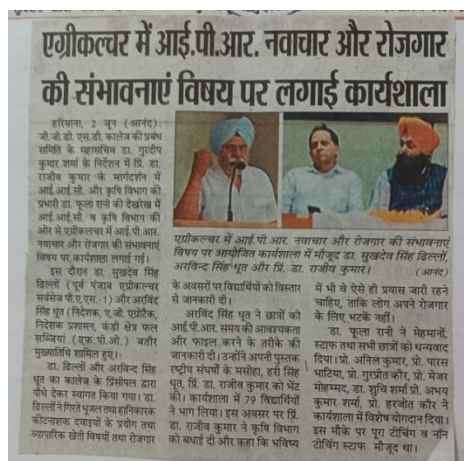 एग्रीकल्चर में आई.पी.आर. नवाचार और रोजगार
की संभावनाएं विषय पर लगाई कार्यशाला
हरियाना, 2 जून (आनंद):
जी.जी.डी.एस.डी. कालेज की प्रबंध
समिति के महासचिव डा. गुरदीप
कुमार शर्मा के निर्देशन में प्रिं. डा.
राजीव कुमार के मार्गदर्शन में
आई.आई.सी. और कृषि विभाग की
प्रभारी डा. फूला रानी की देखरेख में
आई.आई.सी. व कृषि विभाग की
ओर से एग्रीकल्चर में आई.पी.आर.
नवाचार और रोजगार की संभावनाएं
विषय पर कार्यशाला लगाई गई।
इस दौरान डा. सुखदेव सिंह
ढिल्लों (पूर्व पंजाब एग्रीकल्चर
सर्वसेज पी.ए.एस.-1) और अरविंद
सिंह धूत (निदेशक, ए.जी. एग्रोटैक,
निदेशक प्रशासन, कंडी क्षेत्र फल
सब्जियां (एफ.पी.ओ.) बतौर
मुख्यातिथि शामिल हुए।
डा. ढिल्लों और अरविंद सिंह
धूत का कालेज के प्रिंसीपल द्वारा
पौधे देकर स्वागत किया गया। डा.
ढिल्लों ने गिरते भूजल तथा हानिकारक
कीटनाशक दवाइयों के प्रयोग तथा
व्यापारिक खेती विषयों तथा रोजगार
एग्रीकल्चर में आई.पी.आर. नवाचार और रोजगार की संभावनाएं
विषय पर आयोजित कार्यशाला में मौजूद डा. सुखदेव सिंह ढिल्लों,
अरविन्द सिंह धूत और प्रिं. डा. राजीव कुमार।
(आनंद)
के अवसरों पर विद्यार्थियों को विस्तार
से जानकारी दी।
अरविंद सिंह धूत ने छात्रों को
आई.पी.आर. समय की आवश्यकता
और फाइल करने के तरीके की
जानकारी दी। उन्होंने अपनी पुस्तक
राष्ट्रीय संघर्षों के मसीहा, हरी सिंह
धूत, प्रिं. डा. राजीव कुमार को भेंट
की। कार्यशाला में 79 विद्यार्थियों
ने भाग लिया। इस अवसर पर प्रिं.
डा. राजीव कुमार ने कृषि विभाग
को बधाई दी और कहा कि भविष्य
में भी वे ऐसे ही प्रयास जारी रहने
चाहिए, ताकि लोग अपने रोजगार
के लिए भटकें नहीं।
डा. फूला रानी ने मेहमानों,
स्टाफ तथा सभी छात्रों को धन्यवाद
दिया। प्रो. अनिल कुमार, प्रो. पारस
भाटिया, प्रो. गुरप्रीत कौर, प्रो. मेजर
मोहम्मद, डा. शुचि शर्मा प्रो. अभय
कुमार शर्मा, प्रो. हरजोत कौर ने
कार्यशाला में विशेष योगदान दिया।
इस मौके पर पूरा टीचिंग व नॉन
टीचिंग स्टाफ मौजूद था।